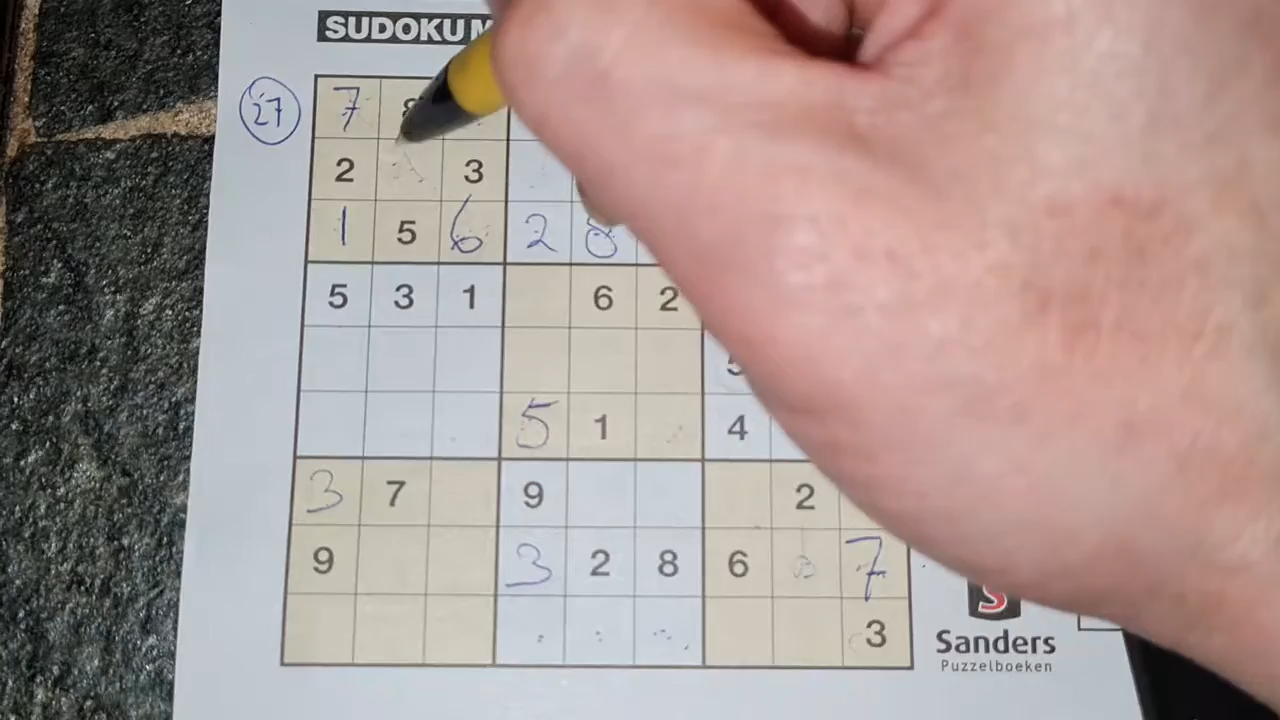 SUDOKU
27
7 8
2 3
1 5 6 2 8
5 3 1 6 2
5
5 1 4
3 7 9 2
9 3 2 8 6 7
3
S
Sanders
Puzzelboeken